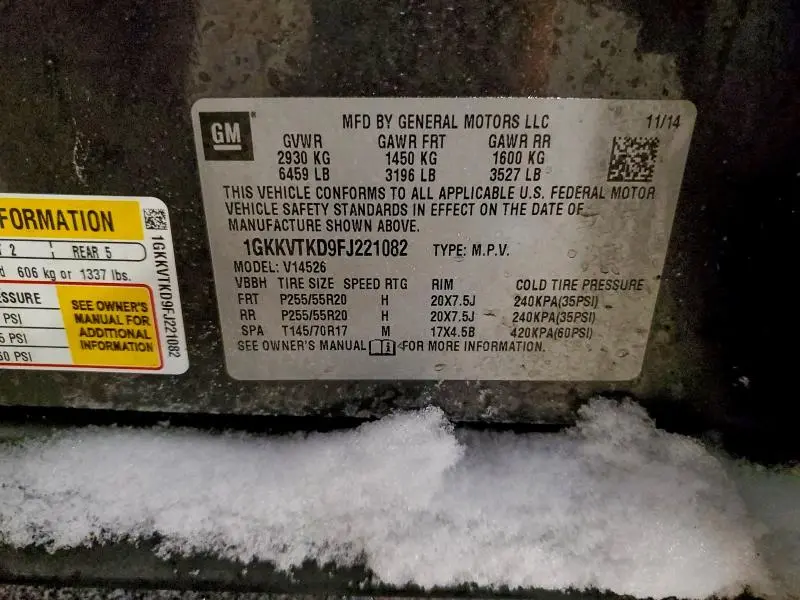 GM
MFD BY GENERAL MOTORS LLC 11/14
GVWR GAWR FRT GAWR RR
2930 KG 1450 KG 1600 KG
6459 LB 3196 LB 3527 LB
THIS VEHICLE CONFORMS TO ALL APPLICABLE U.S. FEDERAL MOTOR
VEHICLE SAFETY STANDARDS IN EFFECT ON THE DATE OF
MANUFACTURE SHOWN ABOVE.
1GKKVTKD9FJ221082 TYPE: M.P.V.
MODEL: V14526
VBBH TIRE SIZE SPEED RTG RIM COLD TIRE PRESSURE
FRT P255/55R20 H 20X7.5J 240KPA(35PSI)
RR P255/55R20 H 20X7.5J 240KPA(35PSI)
SPA T145/70R17 M 17X4.5B 420KPA(60PSI)
SEE OWNER'S MANUAL FOR MORE INFORMATION.
2 REAR 5
606 kg or 1337 lbs.
PSI
PSI
PSI
SEE OWNER'S
MANUAL FOR
ADDITIONAL
INFORMATION
1GKKVTKD9FJ221082